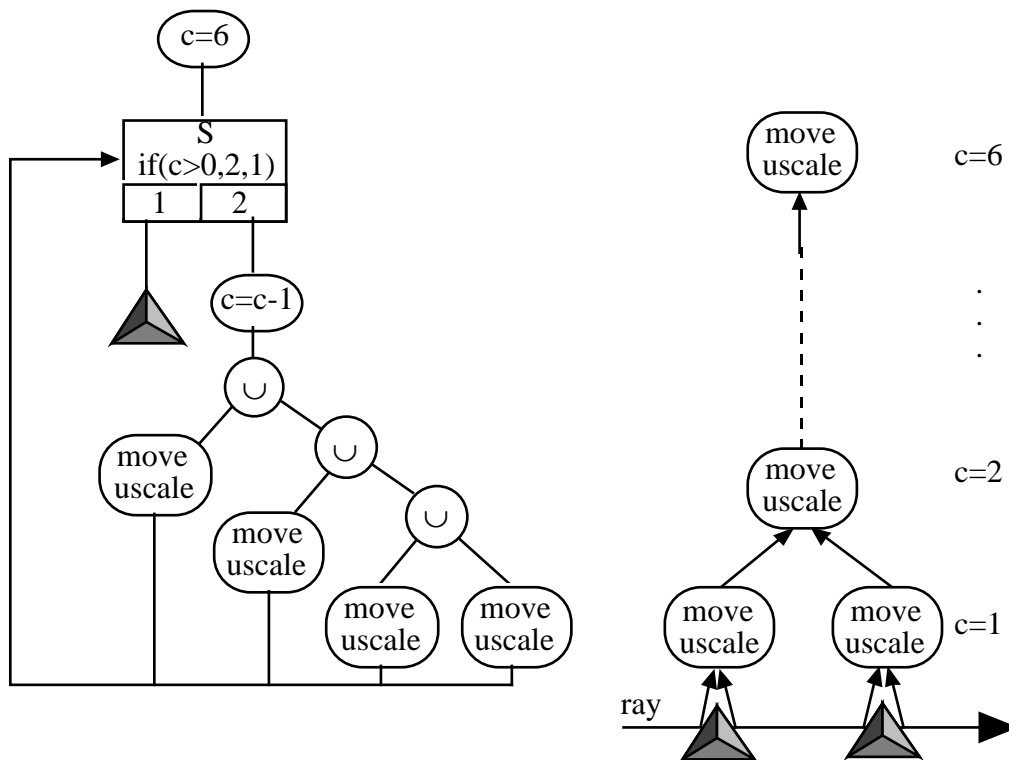 c=6
S
if(c>0,2,1)
1 2
c=c-1
∪
∪
∪
move
uscale
move
uscale
move
uscale
move
uscale
move
uscale
c=6
.
.
.
move
uscale
c=2
move
uscale
move
uscale
c=1
ray